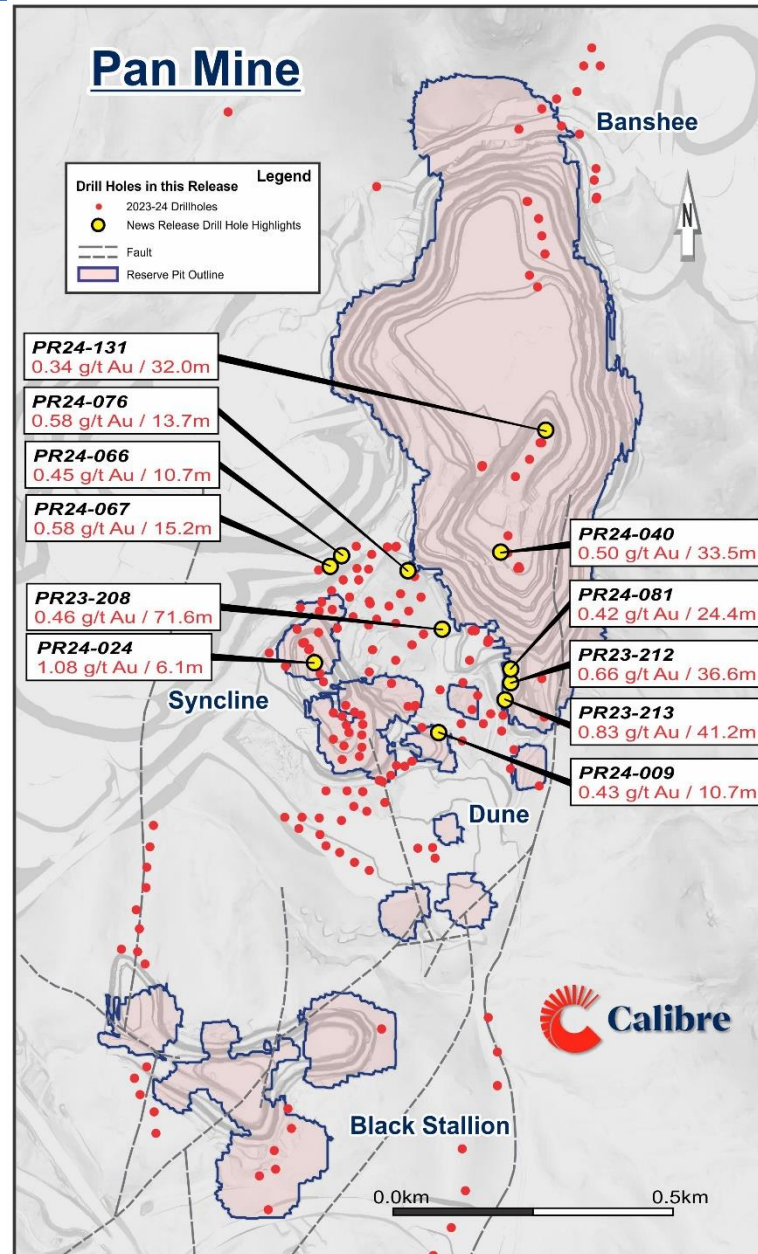 Pan Mine
Banshee
Legend
Drill Holes in this Release
2023-24 Drillholes
News Release Drill Hole Highlights
Fault
Reserve Pit Outline
N
PR24-131
0.34 g/t Au / 32.0m
PR24-076
0.58 g/t Au / 13.7m
PR24-066
0.45 g/t Au / 10.7m
PR24-067
0.58 g/t Au / 15.2m
PR23-208
0.46 g/t Au / 71.6m
PR24-024
1.08 g/t Au / 6.1m
PR24-040
0.50 g/t Au / 33.5m
PR24-081
0.42 g/t Au / 24.4m
PR23-212
0.66 g/t Au / 36.6m
PR23-213
0.83 g/t Au / 41.2m
PR24-009
0.43 g/t Au / 10.7m
Syncline
Dune
Calibre
Black Stallion
0.0km 0.5km